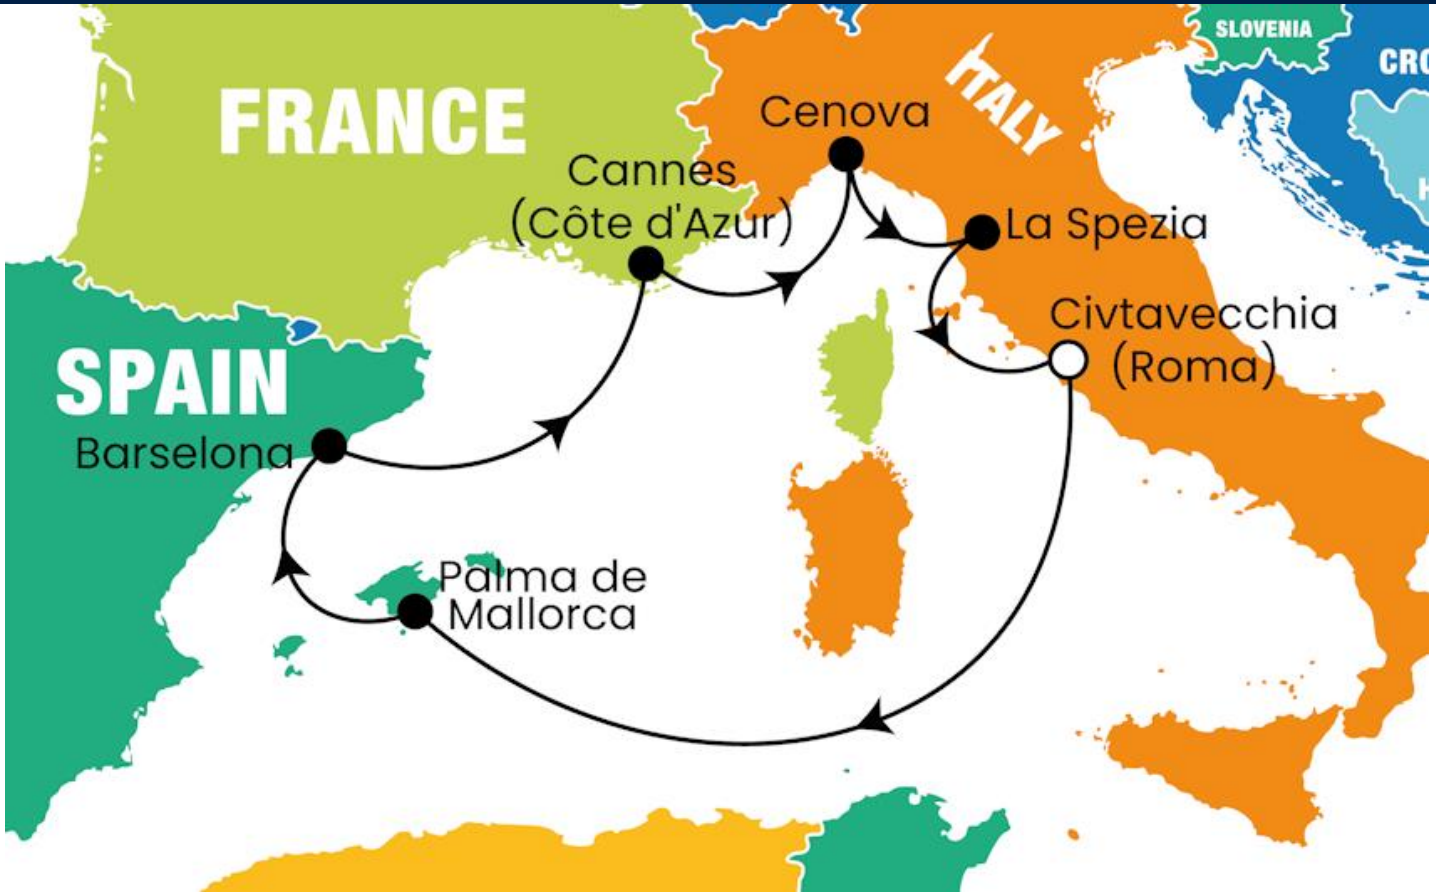 SLOVENIA
CRO
FRANCE
ITALY
Cenova
Cannes
(Côte d'Azur)
La Spezia
Civtavecchia
(Roma)
SPAIN
Barselona
Palma de
Mallorca